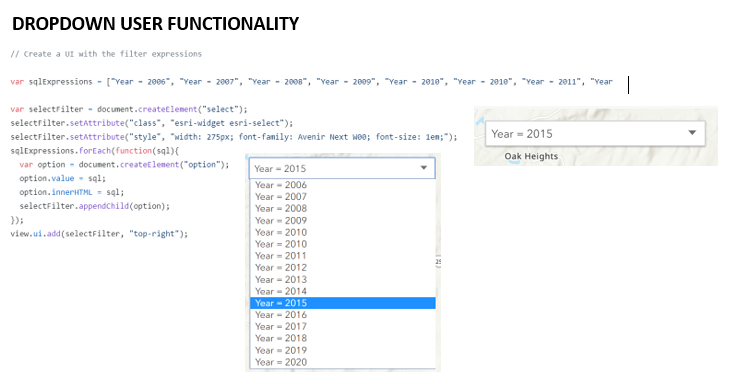 DROPDOWN USER FUNCTIONALITY
// Create a UI with the filter expressions
var sqlExpressions = ["Year = 2006", "Year = 2007", "Year = 2008", "Year = 2009", "Year = 2010", "Year = 2010", "Year = 2011", "Year
var selectFilter = document.createElement("select");
selectFilter.setAttribute("class", "esri-widget esri-select");
selectFilter.setAttribute("style", "width: 275px; font-family: Avenir Next W00; font-size: 1em;");
sqlExpressions.forEach(function(sql){
var option = document.createElement("option");
option.value = sql;
option.innerHTML = sql;
selectFilter.appendChild(option);
});
view.ui.add(selectFilter, "top-right");
Year = 2015
Year = 2006
Year = 2007
Year = 2008
Year = 2009
Year = 2010
Year = 2010
Year = 2011
Year = 2012
Year = 2013
Year = 2014
Year = 2015
Year = 2016
Year = 2017
Year = 2018
Year = 2019
Year = 2020
Year = 2015
Oak Heights